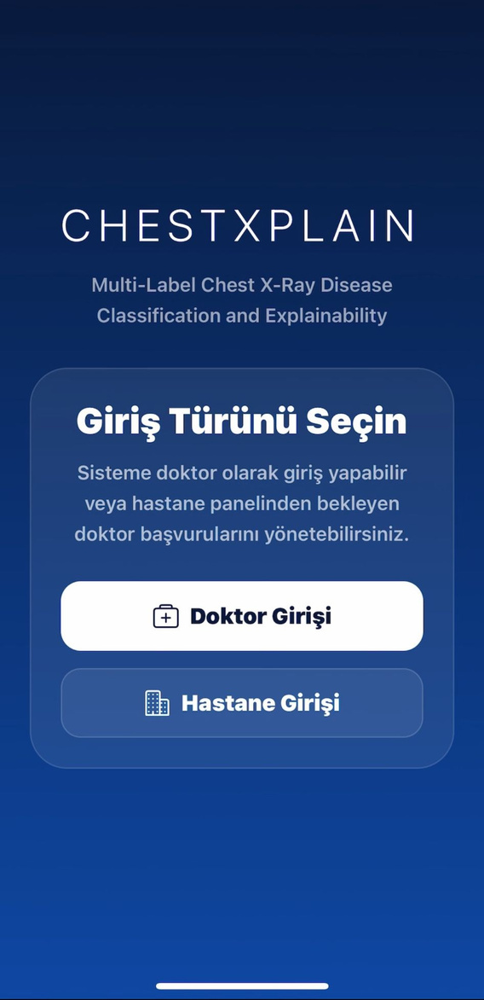 CHESTXPLAIN
Multi-Label Chest X-Ray Disease
Classification and Explainability
Giriş Türünü Seçin
Sisteme doktor olarak giriş yapabilir
veya hastane panelinden bekleyen
doktor başvurularını yönetebilirsiniz.
Doktor Girişi
Hastane Girişi